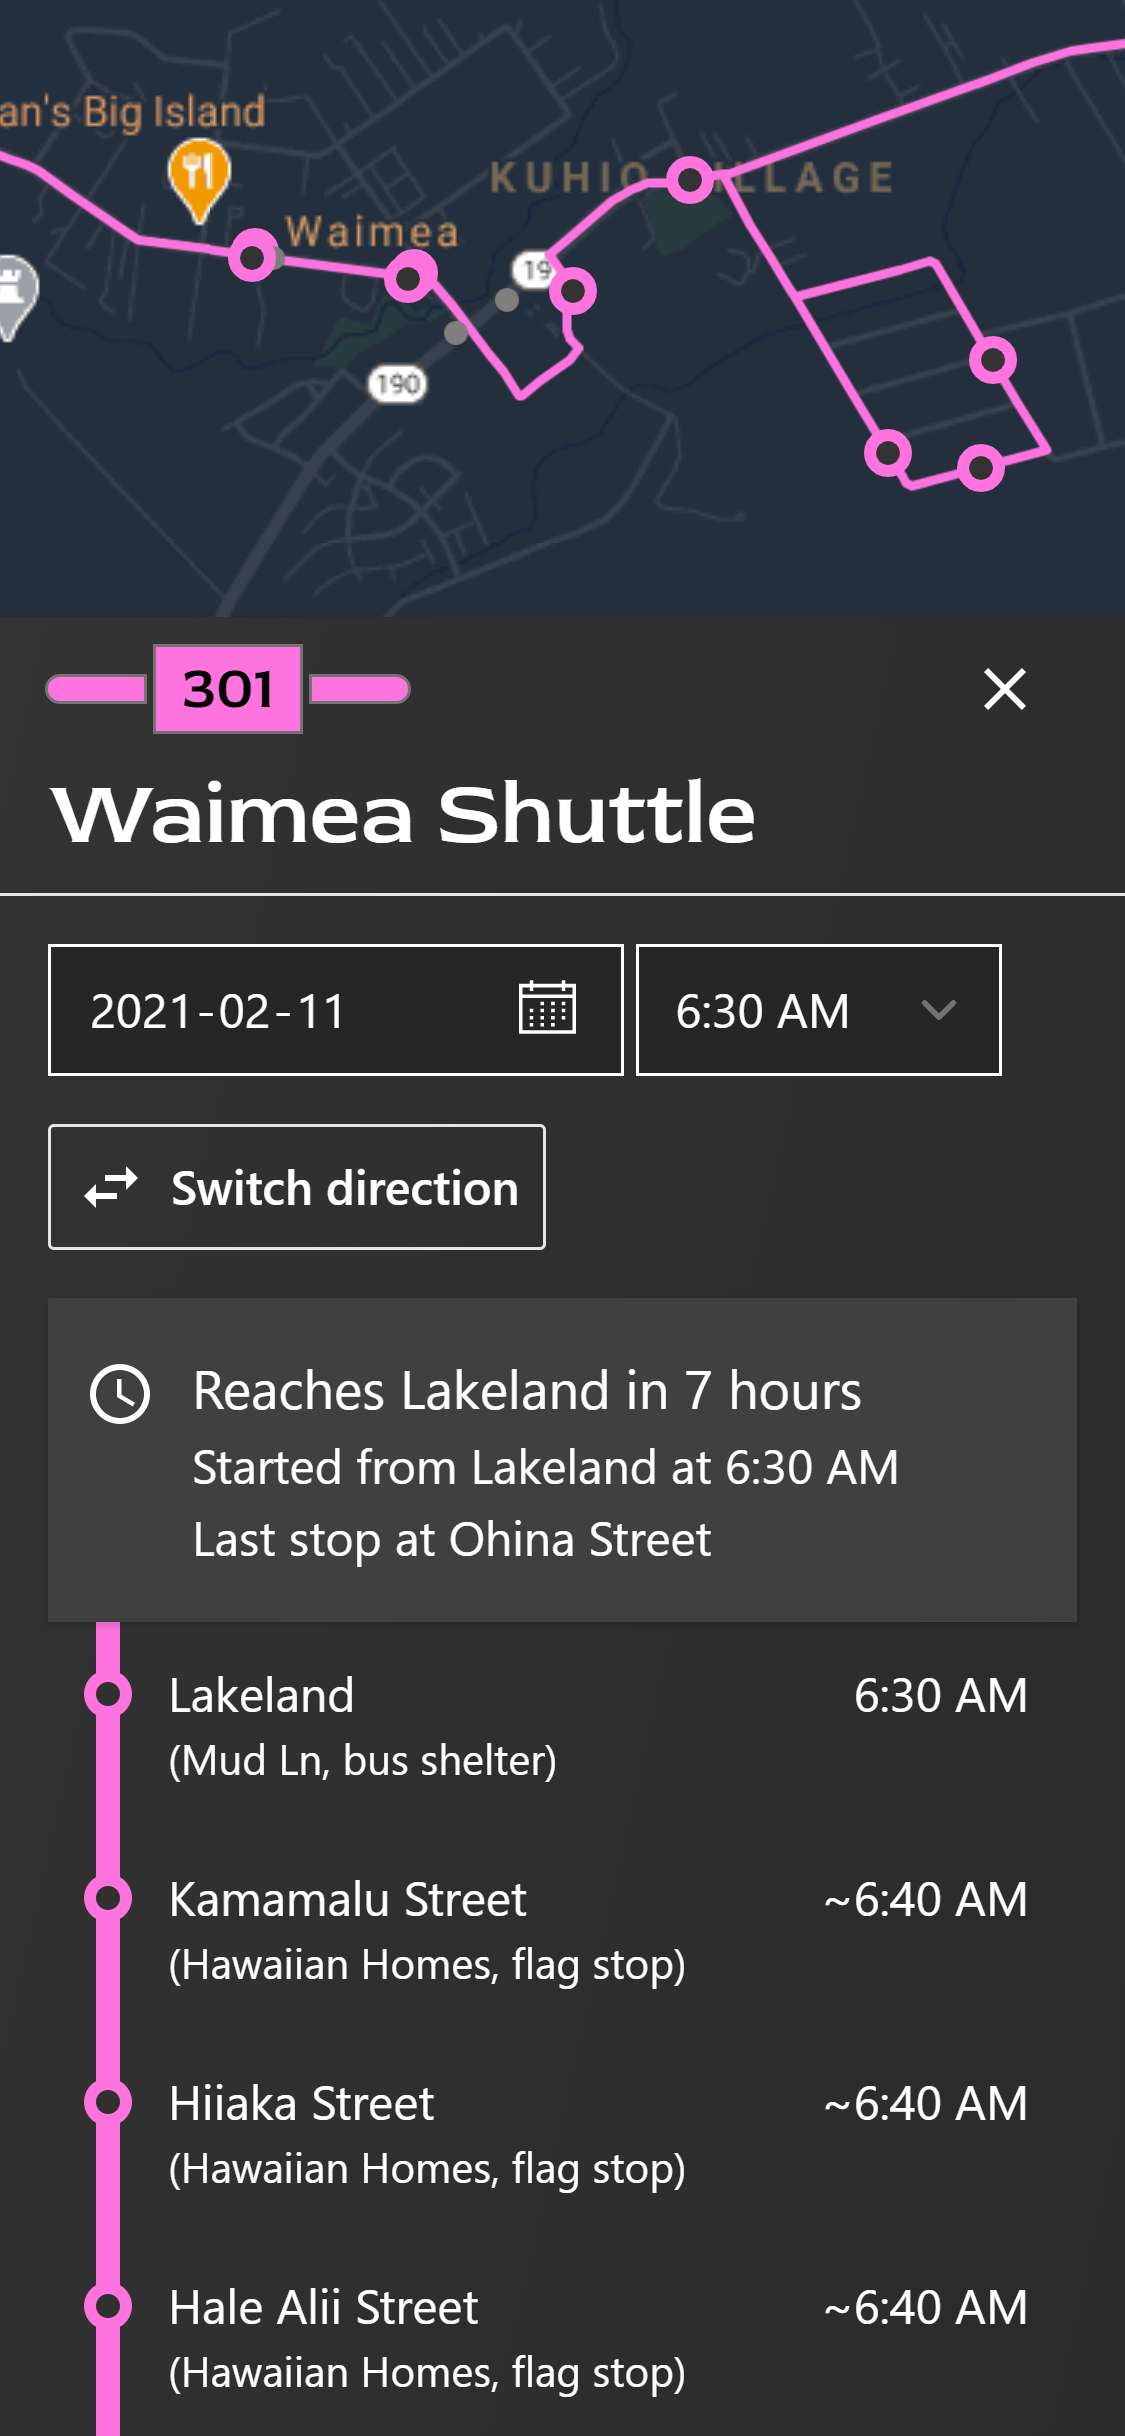 an's Big Island
KUHIO ILLAGE
Waimea
19
190
301
Waimea Shuttle
2021-02-11
6:30 AM
Switch direction
Reaches Lakeland in 7 hours
Started from Lakeland at 6:30 AM
Last stop at Ohina Street
Lakeland 6:30 AM
(Mud Ln, bus shelter)
Kamamalu Street ~6:40 AM
(Hawaiian Homes, flag stop)
Hiiaka Street ~6:40 AM
(Hawaiian Homes, flag stop)
Hale Alii Street ~6:40 AM
(Hawaiian Homes, flag stop)